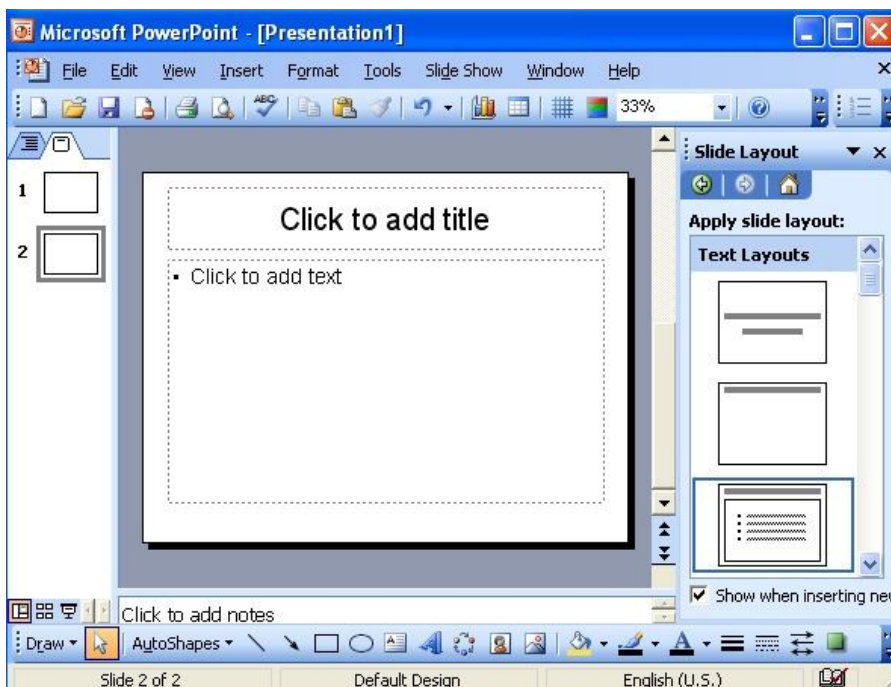 Microsoft PowerPoint - [Presentation1]
File Edit View Insert Format Tools Slide Show Window Help
ABC 33%
Slide Layout
1
Click to add title
Apply slide layout:
2
Click to add text
Text Layouts
Show when inserting new
Click to add notes
Draw AutoShapes A
Slide 2 of 2 Default Design English (U.S.)